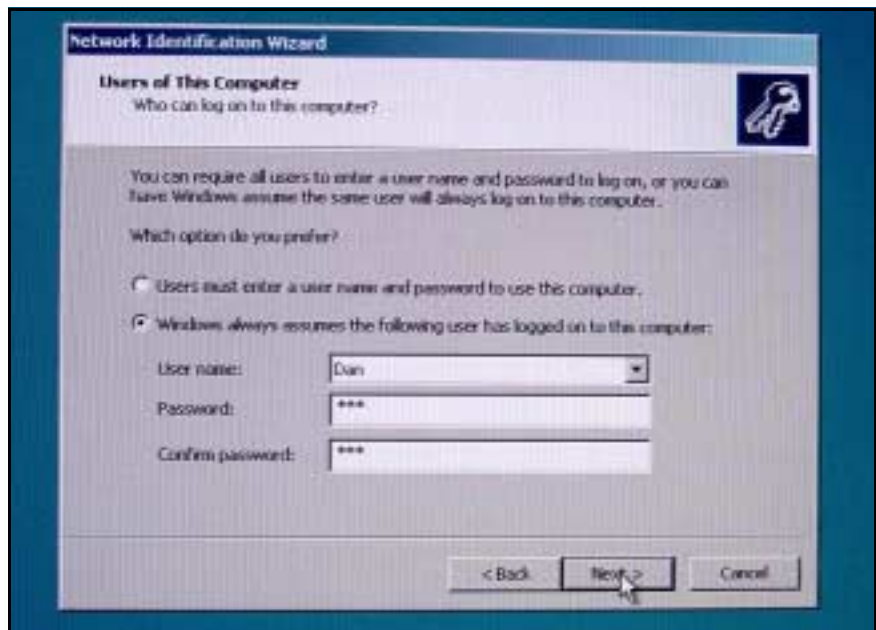 Network Identification Wizard
Users of This Computer
Who can log on to this computer?
You can require all users to enter a user name and password to log on, or you can
have Windows assume the same user will always log on to this computer.
Which option do you prefer?
Users must enter a user name and password to use this computer.
Windows always assumes the following user has logged on to this computer:
User name: Dan
Password: ***
Confirm password: ***
< Back Next > Cancel